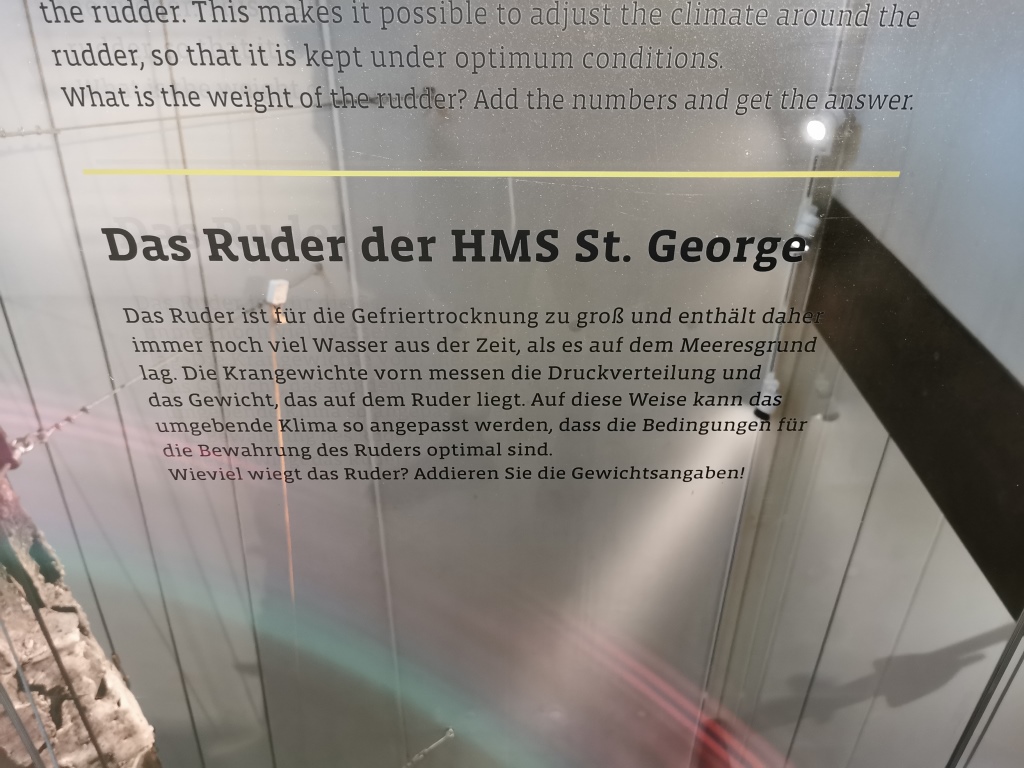 the rudder. This makes it possible to adjust the climate around the
rudder, so that it is kept under optimum conditions.
What is the weight of the rudder? Add the numbers and get the answer.
Das Ruder der HMS St. George
Das Ruder ist für die Gefriertrocknung zu groß und enthält daher
immer noch viel Wasser aus der Zeit, als es auf dem Meeresgrund
lag. Die Krangewichte vorn messen die Druckverteilung und
das Gewicht, das auf dem Ruder liegt. Auf diese Weise kann das
umgebende Klima so angepasst werden, dass die Bedingungen für
die Bewahrung des Ruders optimal sind.
Wieviel wiegt das Ruder? Addieren Sie die Gewichtsangaben!